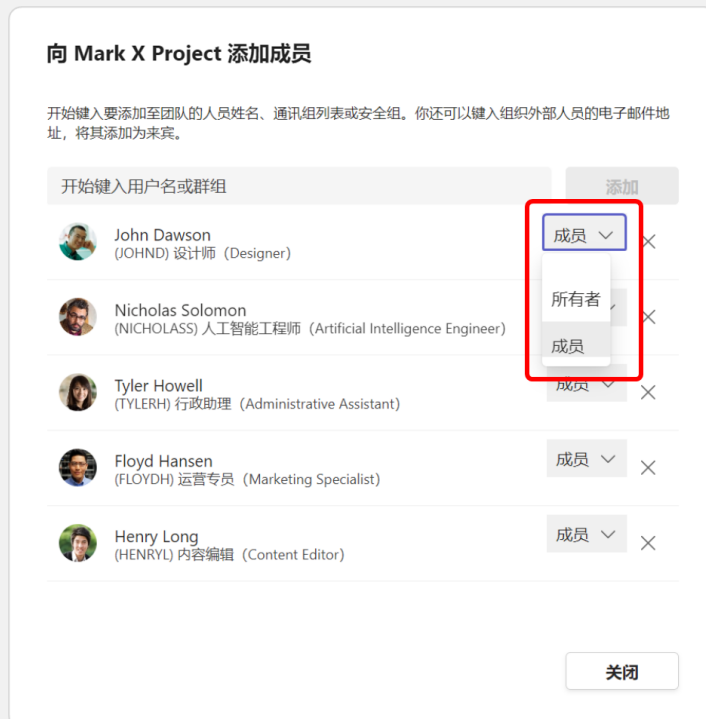 向 Mark X Project 添加成员
开始键入要添加至团队的人员姓名、通讯组列表或安全组。你还可以键入组织外部人员的电子邮件地
址，将其添加为来宾。
开始键入用户名或群组
添加
John Dawson
(JOHND) 设计师（Designer）
成员
所有者
成员
Nicholas Solomon
(NICHOLASS) 人工智能工程师（Artificial Intelligence Engineer）
Tyler Howell
(TYLERH) 行政助理（Administrative Assistant）
成员
Floyd Hansen
(FLOYDH) 运营专员（Marketing Specialist）
成员
Henry Long
(HENRYL) 内容编辑（Content Editor）
成员
关闭